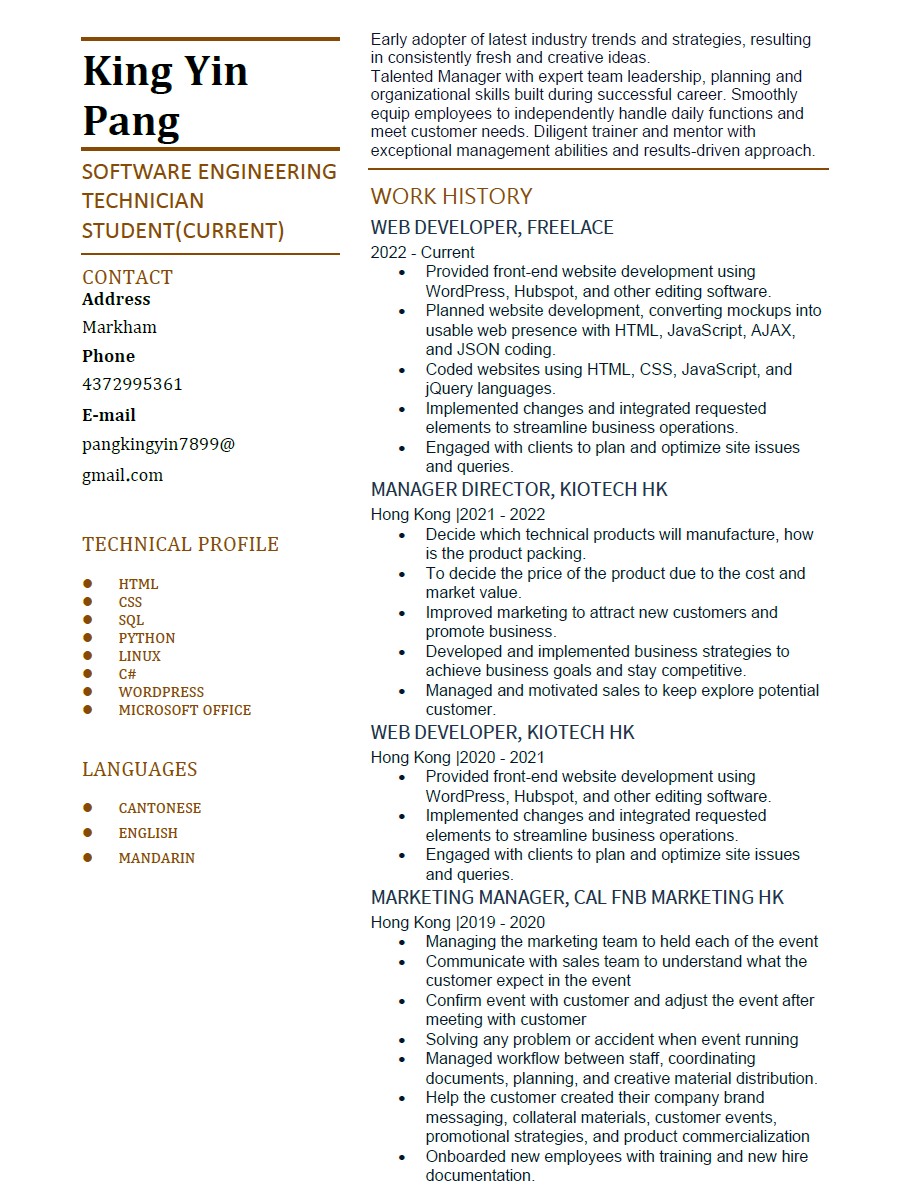 King Yin
Pang
SOFTWARE ENGINEERING
TECHNICIAN
STUDENT(CURRENT)
CONTACT
Address
Markham
Phone
4372995361
E-mail
pangkingyin7899@
gmail.com
TECHNICAL PROFILE
● HTML
● CSS
● SQL
● PYTHON
● LINUX
● C#
● WORDPRESS
● MICROSOFT OFFICE
LANGUAGES
● CANTONESE
● ENGLISH
● MANDARIN
Early adopter of latest industry trends and strategies, resulting
in consistently fresh and creative ideas.
Talented Manager with expert team leadership, planning and
organizational skills built during successful career. Smoothly
equip employees to independently handle daily functions and
meet customer needs. Diligent trainer and mentor with
exceptional management abilities and results-driven approach.
WORK HISTORY
WEB DEVELOPER, FREELACE
2022 - Current
• Provided front-end website development using
WordPress, Hubspot, and other editing software.
• Planned website development, converting mockups into
usable web presence with HTML, JavaScript, AJAX,
and JSON coding.
• Coded websites using HTML, CSS, JavaScript, and
jQuery languages.
• Implemented changes and integrated requested
elements to streamline business operations.
• Engaged with clients to plan and optimize site issues
and queries.
MANAGER DIRECTOR, KIOTECH HK
Hong Kong |2021 - 2022
• Decide which technical products will manufacture, how
is the product packing.
• To decide the price of the product due to the cost and
market value.
• Improved marketing to attract new customers and
promote business.
• Developed and implemented business strategies to
achieve business goals and stay competitive.
• Managed and motivated sales to keep explore potential
customer.
WEB DEVELOPER, KIOTECH HK
Hong Kong |2020 - 2021
• Provided front-end website development using
WordPress, Hubspot, and other editing software.
• Implemented changes and integrated requested
elements to streamline business operations.
• Engaged with clients to plan and optimize site issues
and queries.
MARKETING MANAGER, CAL FNB MARKETING HK
Hong Kong |2019 - 2020
• Managing the marketing team to held each of the event
• Communicate with sales team to understand what the
customer expect in the event
• Confirm event with customer and adjust the event after
meeting with customer
• Solving any problem or accident when event running
• Managed workflow between staff, coordinating
documents, planning, and creative material distribution.
• Help the customer created their company brand
messaging, collateral materials, customer events,
promotional strategies, and product commercialization
• Onboarded new employees with training and new hire
documentation.